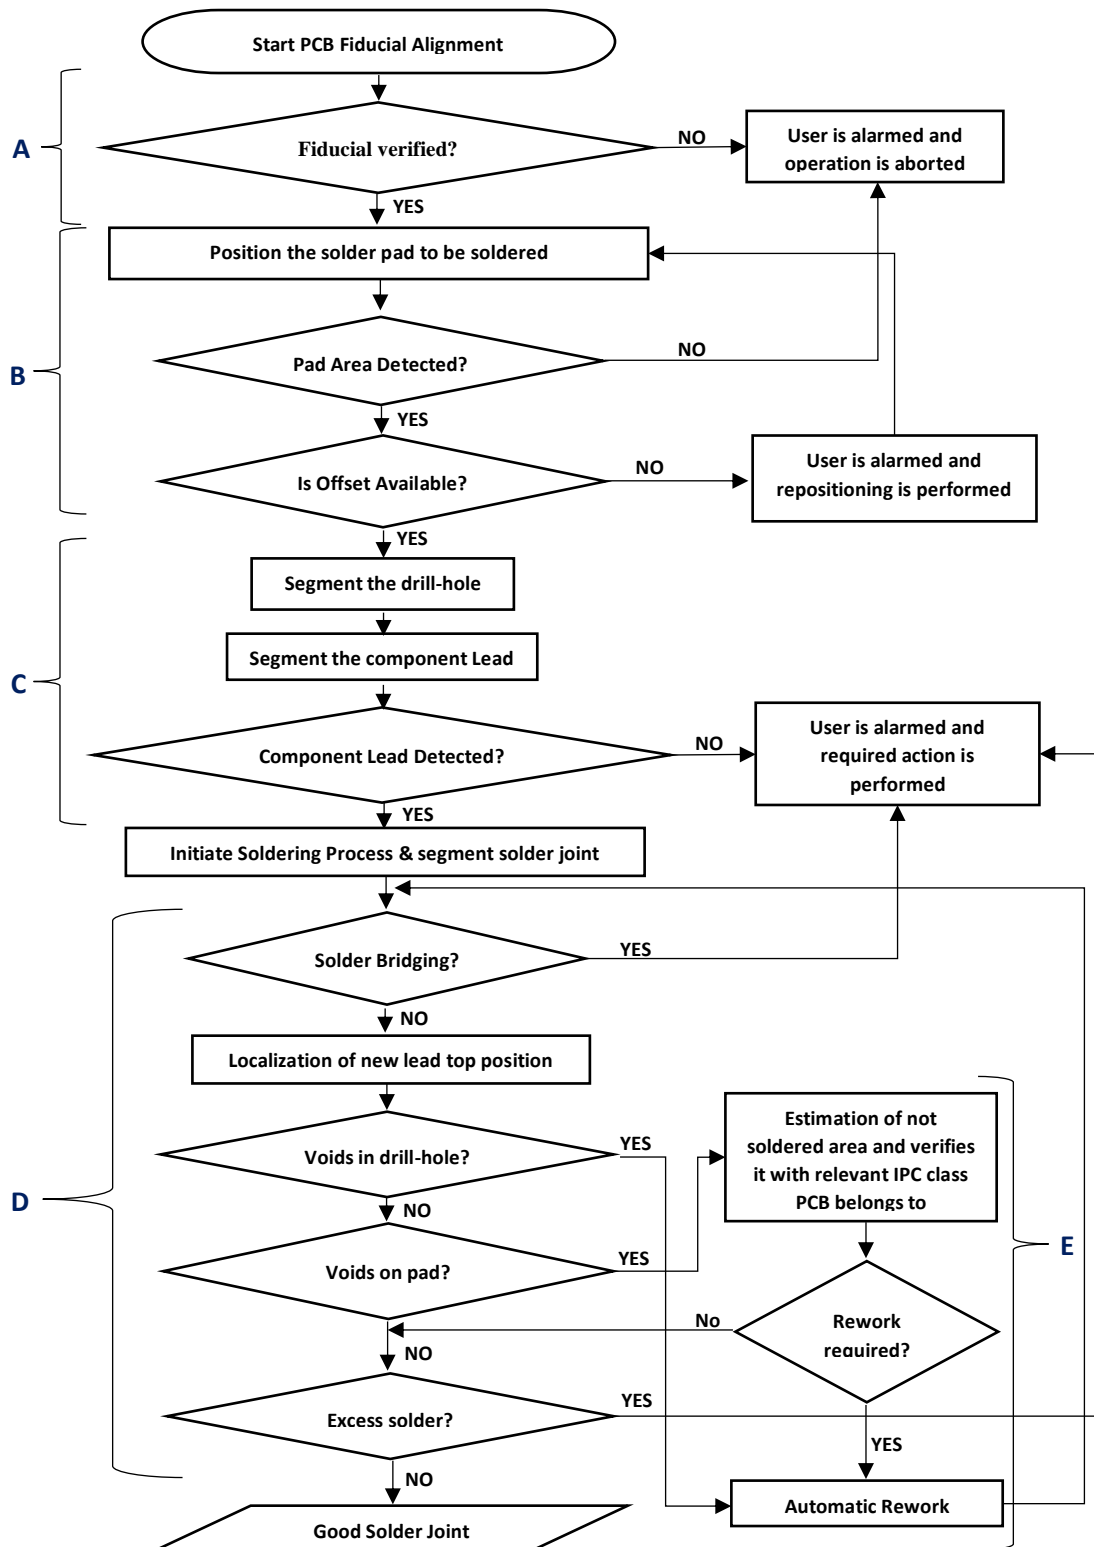 Start PCB Fiducial Alignment
A
Fiducial verified?
NO
User is alarmed and
operation is aborted
YES
Position the solder pad to be soldered
B
Pad Area Detected?
NO
YES
Is Offset Available?
NO
User is alarmed and
repositioning is performed
YES
Segment the drill-hole
Segment the component Lead
C
Component Lead Detected?
NO
User is alarmed and
required action is
performed
YES
Initiate Soldering Process & segment solder joint
Solder Bridging?
YES
NO
Localization of new lead top position
D
Voids in drill-hole?
YES
Estimation of not
soldered area and verifies
it with relevant IPC class
PCB belongs to
E
NO
Voids on pad?
YES
No
Rework
required?
NO
Excess solder?
YES
YES
NO
Automatic Rework
Good Solder Joint